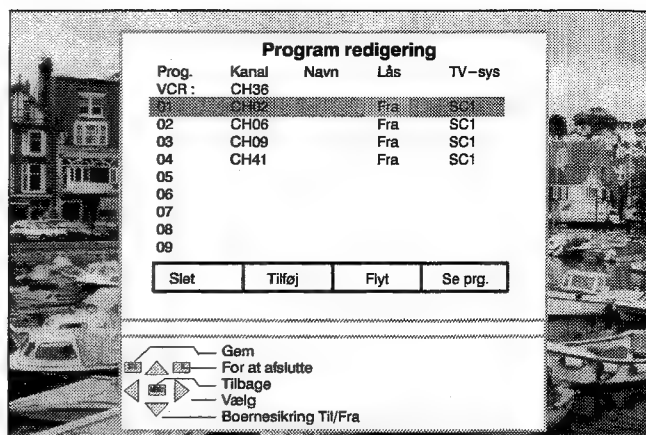 Program redigering
Prog. Kanal Navn Lås TV-sys
VCR : CH36
01 CH02 Fra SC1
02 CH06 Fra SC1
03 CH09 Fra SC1
04 CH41 Fra SC1
05
06
07
08
09
Slet Tilføj Flyt Se prg.
Gem
For at afslutte
Tilbage
Vælg
Boernesikring Til/Fra